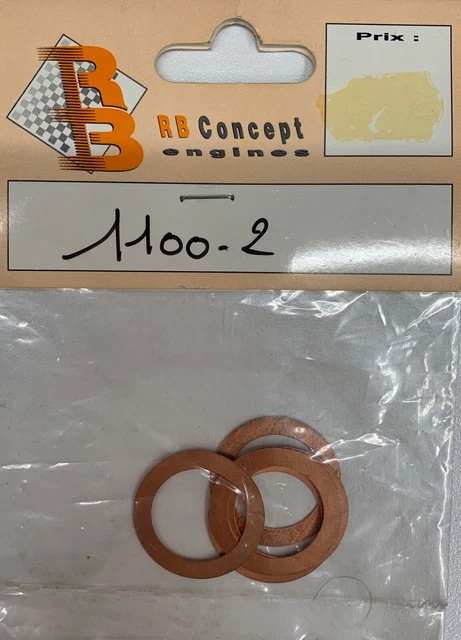 Prix :
RB
RB Concept
engines
1100-2